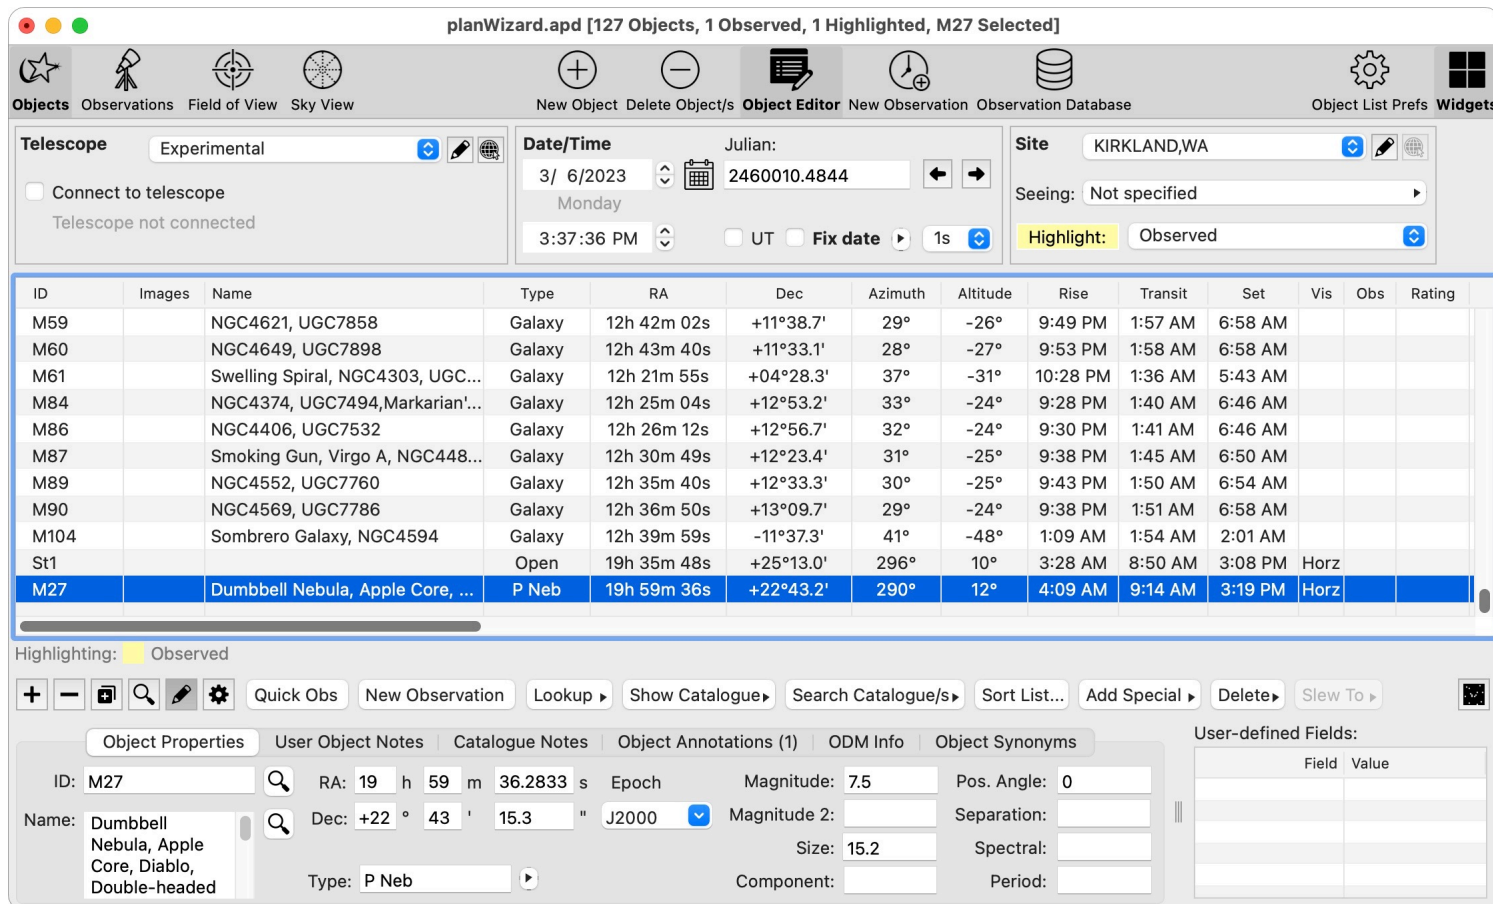 planWizard.apd [127 Objects, 1 Observed, 1 Highlighted, M27 Selected]
Objects Observations Field of View Sky View New Object Delete Object/s Object Editor New Observation Observation Database Object List Prefs Widgets
Telescope Experimental
Connect to telescope
Telescope not connected
Date/Time Julian:
3/ 6/2023 2460010.4844
Monday
3:37:36 PM UT Fix date 1s
Site KIRKLAND,WA
Seeing: Not specified
Highlight: Observed
ID Images Name Type RA Dec Azimuth Altitude Rise Transit Set Vis Obs Rating
M59 NGC4621, UGC7858 Galaxy 12h 42m 02s +11°38.7' 29° -26° 9:49 PM 1:57 AM 6:58 AM
M60 NGC4649, UGC7898 Galaxy 12h 43m 40s +11°33.1' 28° -27° 9:53 PM 1:58 AM 6:58 AM
M61 Swelling Spiral, NGC4303, UGC... Galaxy 12h 21m 55s +04°28.3' 37° -31° 10:28 PM 1:36 AM 5:43 AM
M84 NGC4374, UGC7494,Markarian'... Galaxy 12h 25m 04s +12°53.2' 33° -24° 9:28 PM 1:40 AM 6:46 AM
M86 NGC4406, UGC7532 Galaxy 12h 26m 12s +12°56.7' 32° -24° 9:30 PM 1:41 AM 6:46 AM
M87 Smoking Gun, Virgo A, NGC448... Galaxy 12h 30m 49s +12°23.4' 31° -25° 9:38 PM 1:45 AM 6:50 AM
M89 NGC4552, UGC7760 Galaxy 12h 35m 40s +12°33.3' 30° -25° 9:43 PM 1:50 AM 6:54 AM
M90 NGC4569, UGC7786 Galaxy 12h 36m 50s +13°09.7' 29° -24° 9:38 PM 1:51 AM 6:58 AM
M104 Sombrero Galaxy, NGC4594 Galaxy 12h 39m 59s -11°37.3' 41° -48° 1:09 AM 1:54 AM 2:01 AM
St1 Open 19h 35m 48s +25°13.0' 296° 10° 3:28 AM 8:50 AM 3:08 PM Horz
M27 Dumbbell Nebula, Apple Core, ... P Neb 19h 59m 36s +22°43.2' 290° 12° 4:09 AM 9:14 AM 3:19 PM Horz
Highlighting: Observed
Quick Obs New Observation Lookup Show Catalogue Search Catalogue/s Sort List... Add Special Delete Slew To
Object Properties User Object Notes Catalogue Notes Object Annotations (1) ODM Info Object Synonyms
User-defined Fields:
Field Value
ID: M27 RA: 19 h 59 m 36.2833 s Epoch Magnitude: 7.5 Pos. Angle: 0
Name: Dumbbell Dec: +22 ° 43 ' 15.3 " J2000 Magnitude 2: Separation:
Nebula, Apple Size: 15.2 Spectral:
Core, Diablo,
Double-headed Type: P Neb Component: Period: